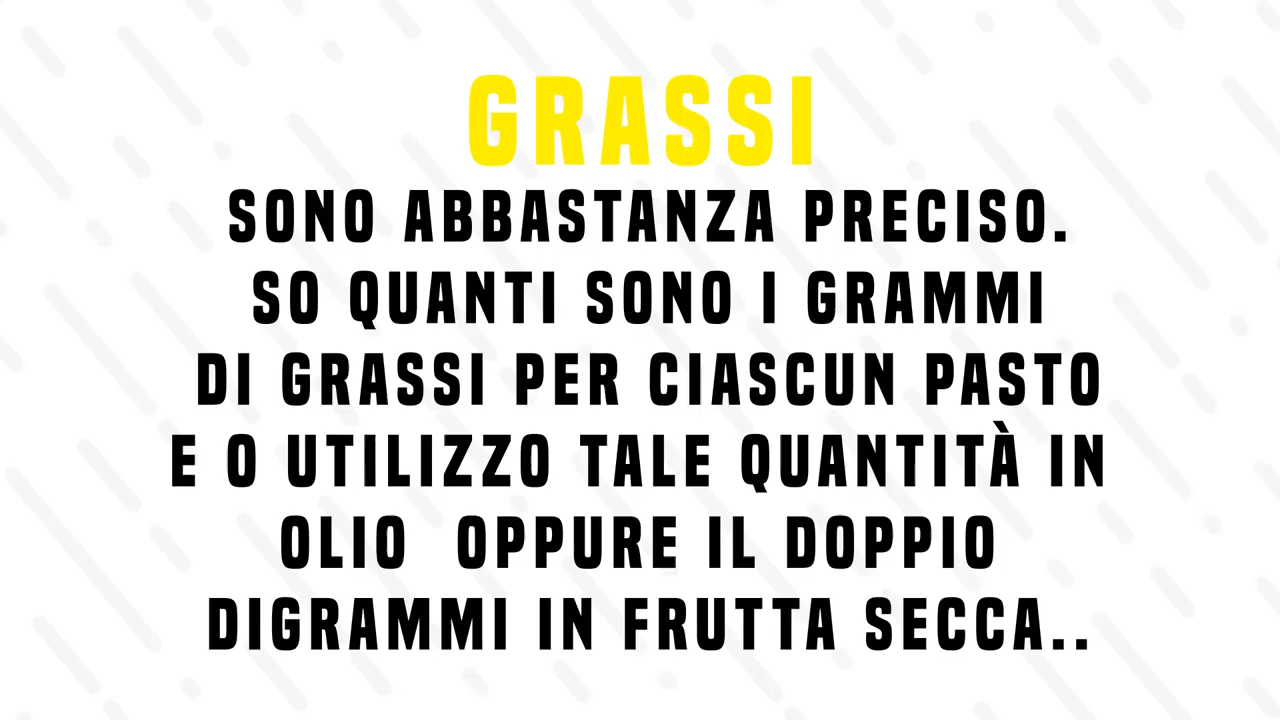 GRASSI
SONO ABBASTANZA PRECISO.
SO QUANTI SONO I GRAMMI
DI GRASSI PER CIASCUN PASTO
E O UTILIZZO TALE QUANTITÀ IN
OLIO  OPPURE IL DOPPIO
DIGRAMMI IN FRUTTA SECCA..